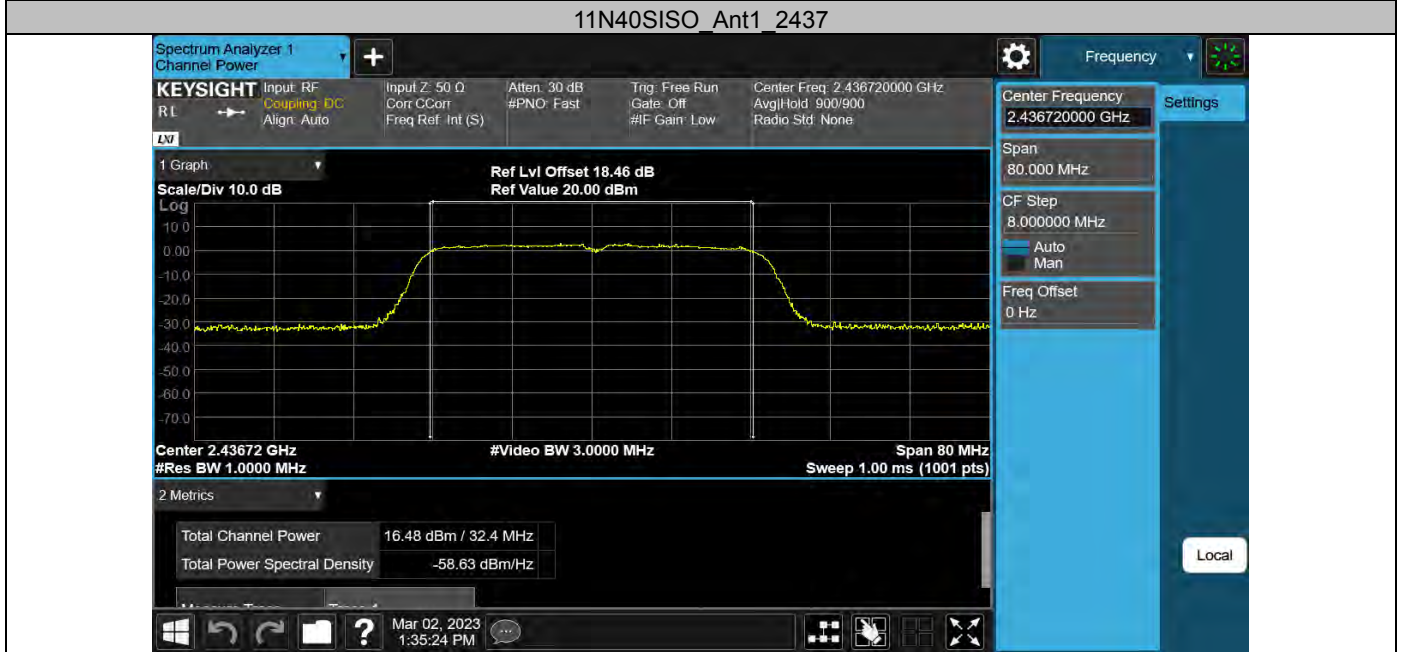 11N40SISO_Ant1_2437
Spectrum Analyzer 1
Channel Power
+
Frequency
KEYSIGHT
RL
LXI
Input: RF
Coupling: DC
Align: Auto
Input Z: 50 Ω
Corr CCorr
Freq Ref: Int (S)
Atten: 30 dB
#PNO: Fast
Trig: Free Run
Gate: Off
#IF Gain: Low
Center Freq: 2.436720000 GHz
Avg|Hold: 900/900
Radio Std: None
Center Frequency
2.436720000 GHz
Settings
Span
80.000 MHz
CF Step
8.000000 MHz
Auto
Man
Freq Offset
0 Hz
1 Graph
Scale/Div 10.0 dB
Ref Lvl Offset 18.46 dB
Ref Value 20.00 dBm
Log
10.0
0.00
-10.0
-20.0
-30.0
-40.0
-50.0
-60.0
-70.0
Center 2.43672 GHz
#Video BW 3.0000 MHz
Span 80 MHz
#Res BW 1.0000 MHz
Sweep 1.00 ms (1001 pts)
2 Metrics
Total Channel Power 16.48 dBm / 32.4 MHz
Total Power Spectral Density -58.63 dBm/Hz
Local
?
Mar 02, 2023
1:35:24 PM